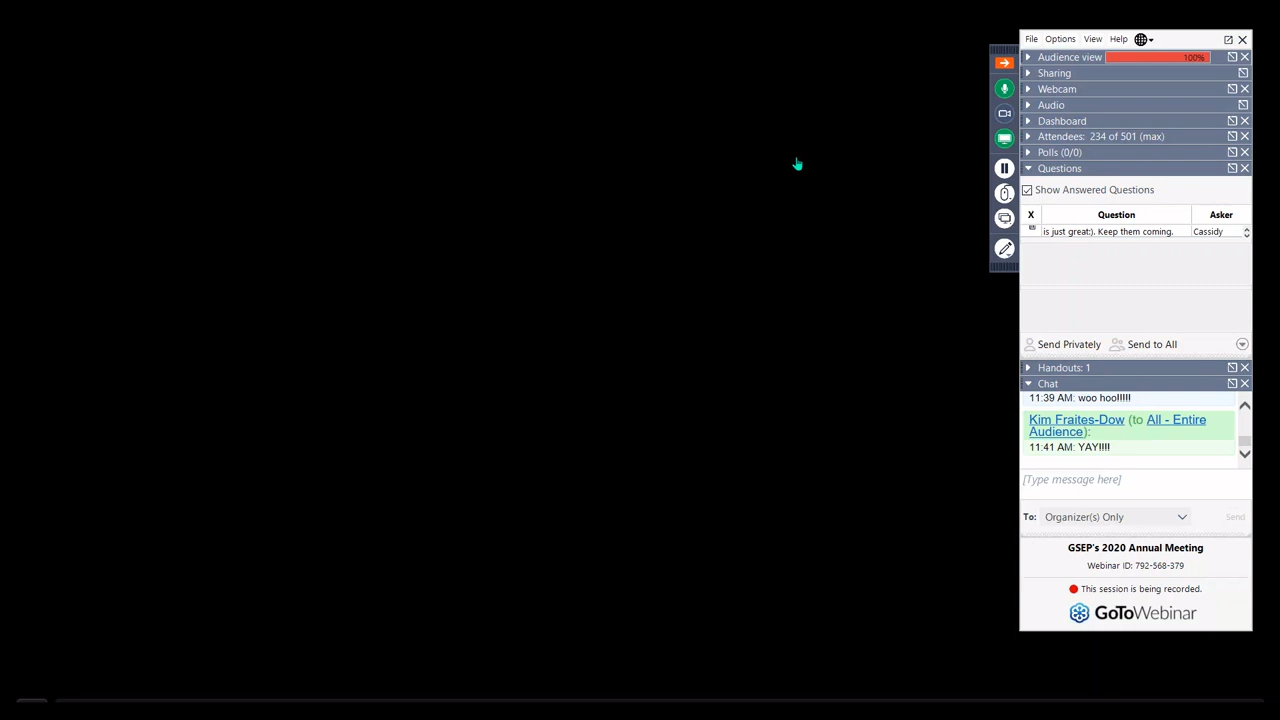 File Options View Help
Audience view 100%
Sharing
Webcam
Audio
Dashboard
Attendees: 234 of 501 (max)
Polls (0/0)
Questions
Show Answered Questions
X Question Asker
is just great:). Keep them coming. Cassidy
Send Privately Send to All
Handouts: 1
Chat
11:39 AM: woo hoo!!!!!
Kim Fraites-Dow (to All - Entire
Audience):
11:41 AM: YAY!!!!
[Type message here]
To: Organizer(s) Only Send
GSEP's 2020 Annual Meeting
Webinar ID: 792-568-379
This session is being recorded.
GoToWebinar